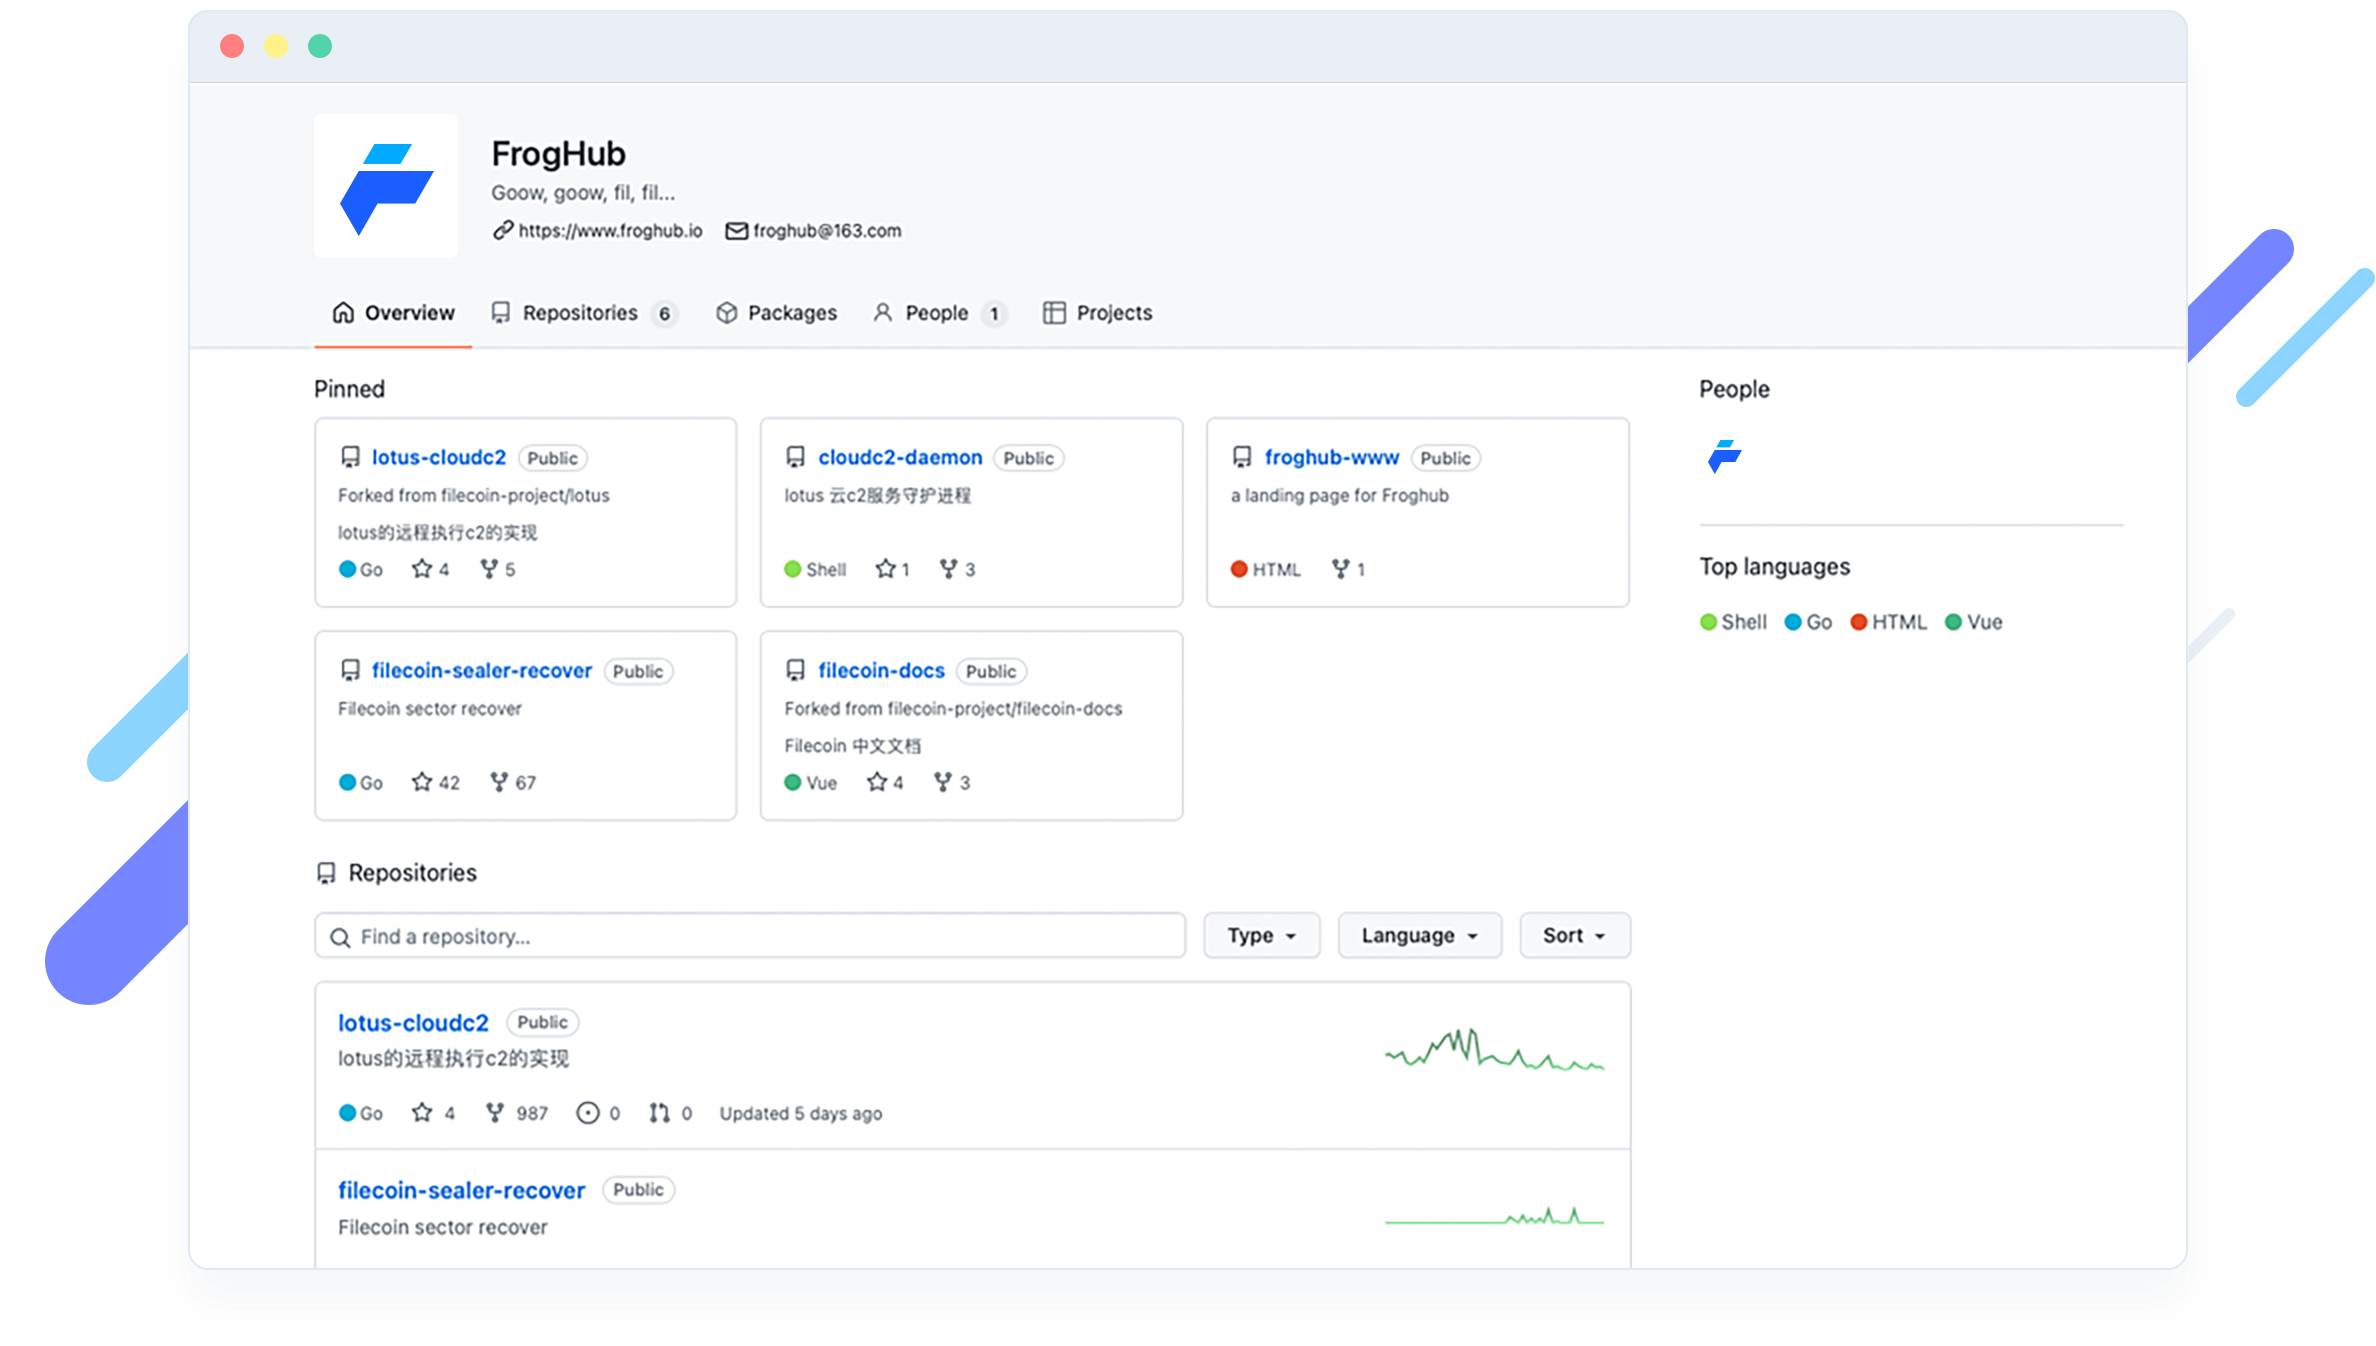 FrogHub
Goow, goow, fil, fil...
https://www.froghub.io froghub@163.com
Overview Repositories 6 Packages People 1 Projects
Pinned
lotus-cloudc2 Public
Forked from filecoin-project/lotus
lotus的远程执行c2的实现
Go 4 5
cloudc2-daemon Public
lotus 云c2服务守护进程
Shell 1 3
froghub-www Public
a landing page for Froghub
HTML 1
filecoin-sealer-recover Public
Filecoin sector recover
Go 42 67
filecoin-docs Public
Forked from filecoin-project/filecoin-docs
Filecoin 中文文档
Vue 4 3
People
Top languages
Shell Go HTML Vue
Repositories
Find a repository... Type Language Sort
lotus-cloudc2 Public
lotus的远程执行c2的实现
Go 4 987 0 0 Updated 5 days ago
filecoin-sealer-recover Public
Filecoin sector recover